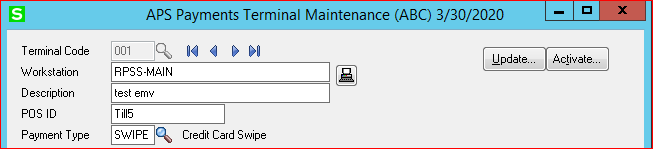 S APS Payments Terminal Maintenance (ABC) 3/30/2020
Terminal Code 001
Workstation RPSS-MAIN
Update... Activate...
Description test emv
POS ID Till5
Payment Type SWIPE Credit Card Swipe